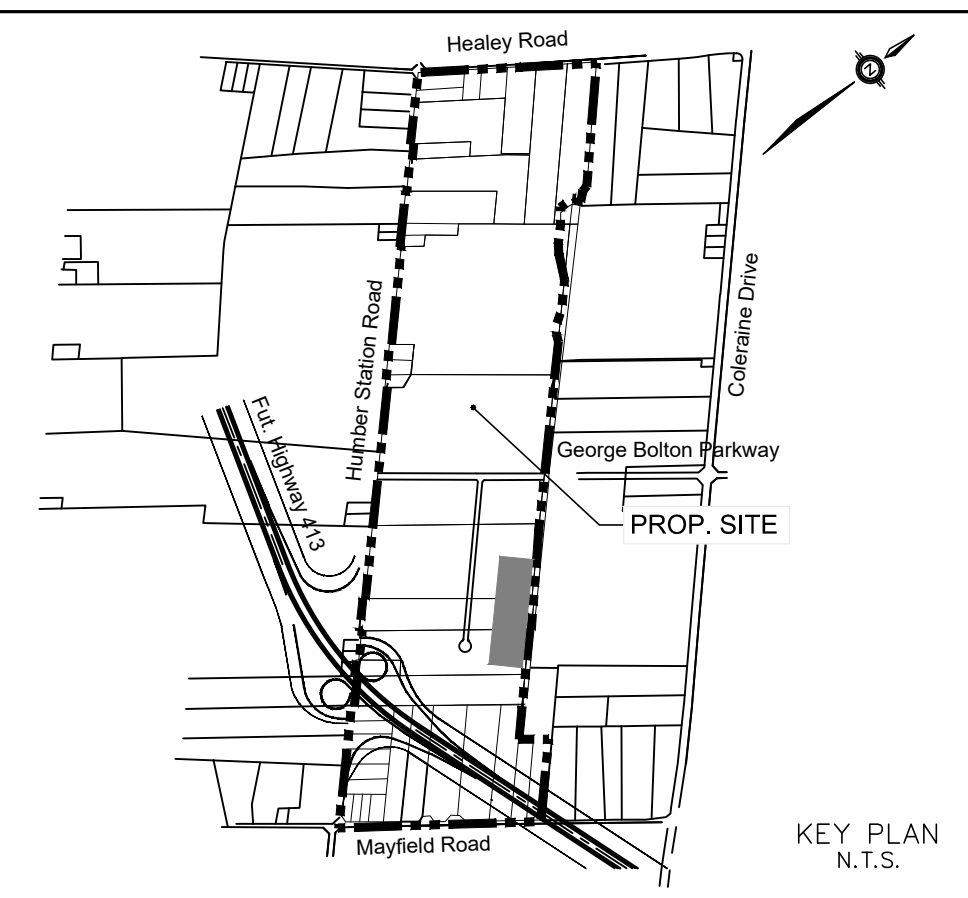 Healey Road
N
Humber Station Road
Coleraine Drive
Fut. Highway 413
George Bolton Parkway
PROP. SITE
Mayfield Road
KEY PLAN
N.T.S.